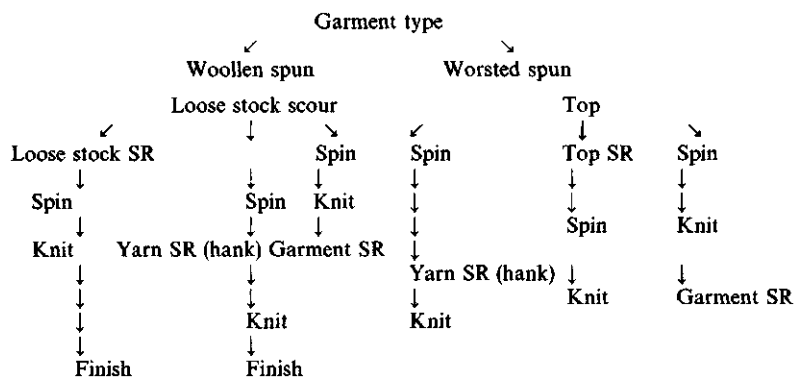 Garment type
Woollen spun Worsted spun
Loose stock scour Top
Loose stock SR Spin Spin Top SR Spin
Spin Spin Knit Spin Knit
Knit Yarn SR (hank) Garment SR
Yarn SR (hank) Knit Garment SR
Knit Knit
Finish Finish